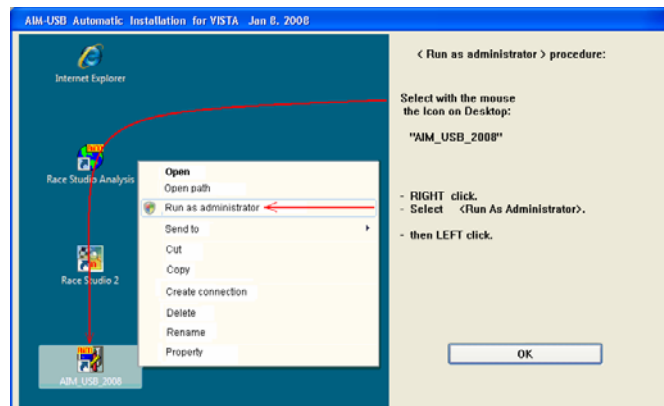 AIM-USB Automatic Installation for VISTA Jan 8. 2008
Internet Explorer
Race Studio Analysis
Race Studio 2
AIM_USB_2008
Open
Open path
Run as administrator
Send to
Cut
Copy
Create connection
Delete
Rename
Property
< Run as administrator > procedure:
Select with the mouse
the Icon on Desktop:
"AIM_USB_2008"
- RIGHT click.
- Select <Run As Administrator>.
- then LEFT click.
OK